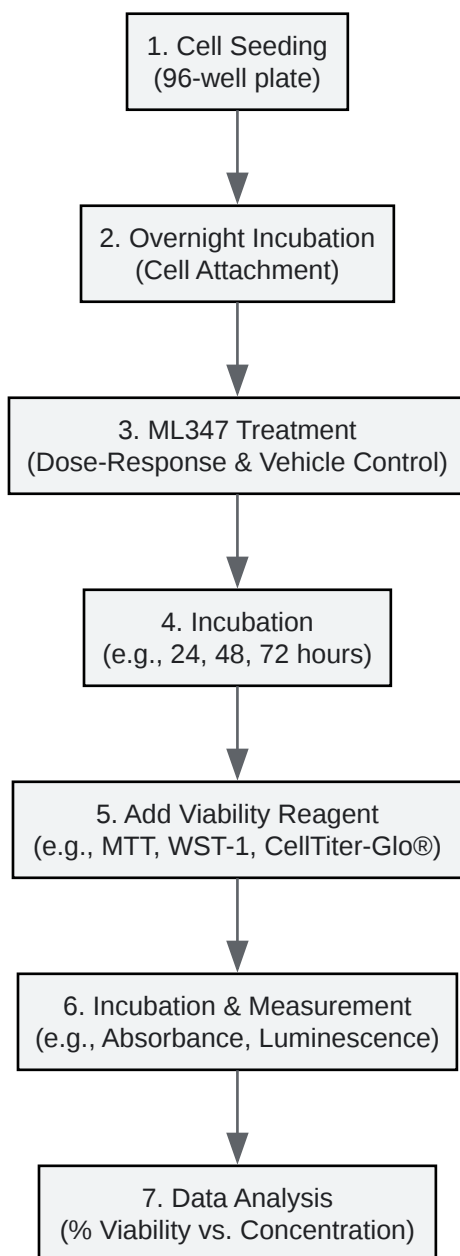 1. Cell Seeding
(96-well plate)
2. Overnight Incubation
(Cell Attachment)
3. ML347 Treatment
(Dose-Response & Vehicle Control)
4. Incubation
(e.g., 24, 48, 72 hours)
5. Add Viability Reagent
(e.g., MTT, WST-1, CellTiter-Glo®)
6. Incubation & Measurement
(e.g., Absorbance, Luminescence)
7. Data Analysis
(% Viability vs. Concentration)